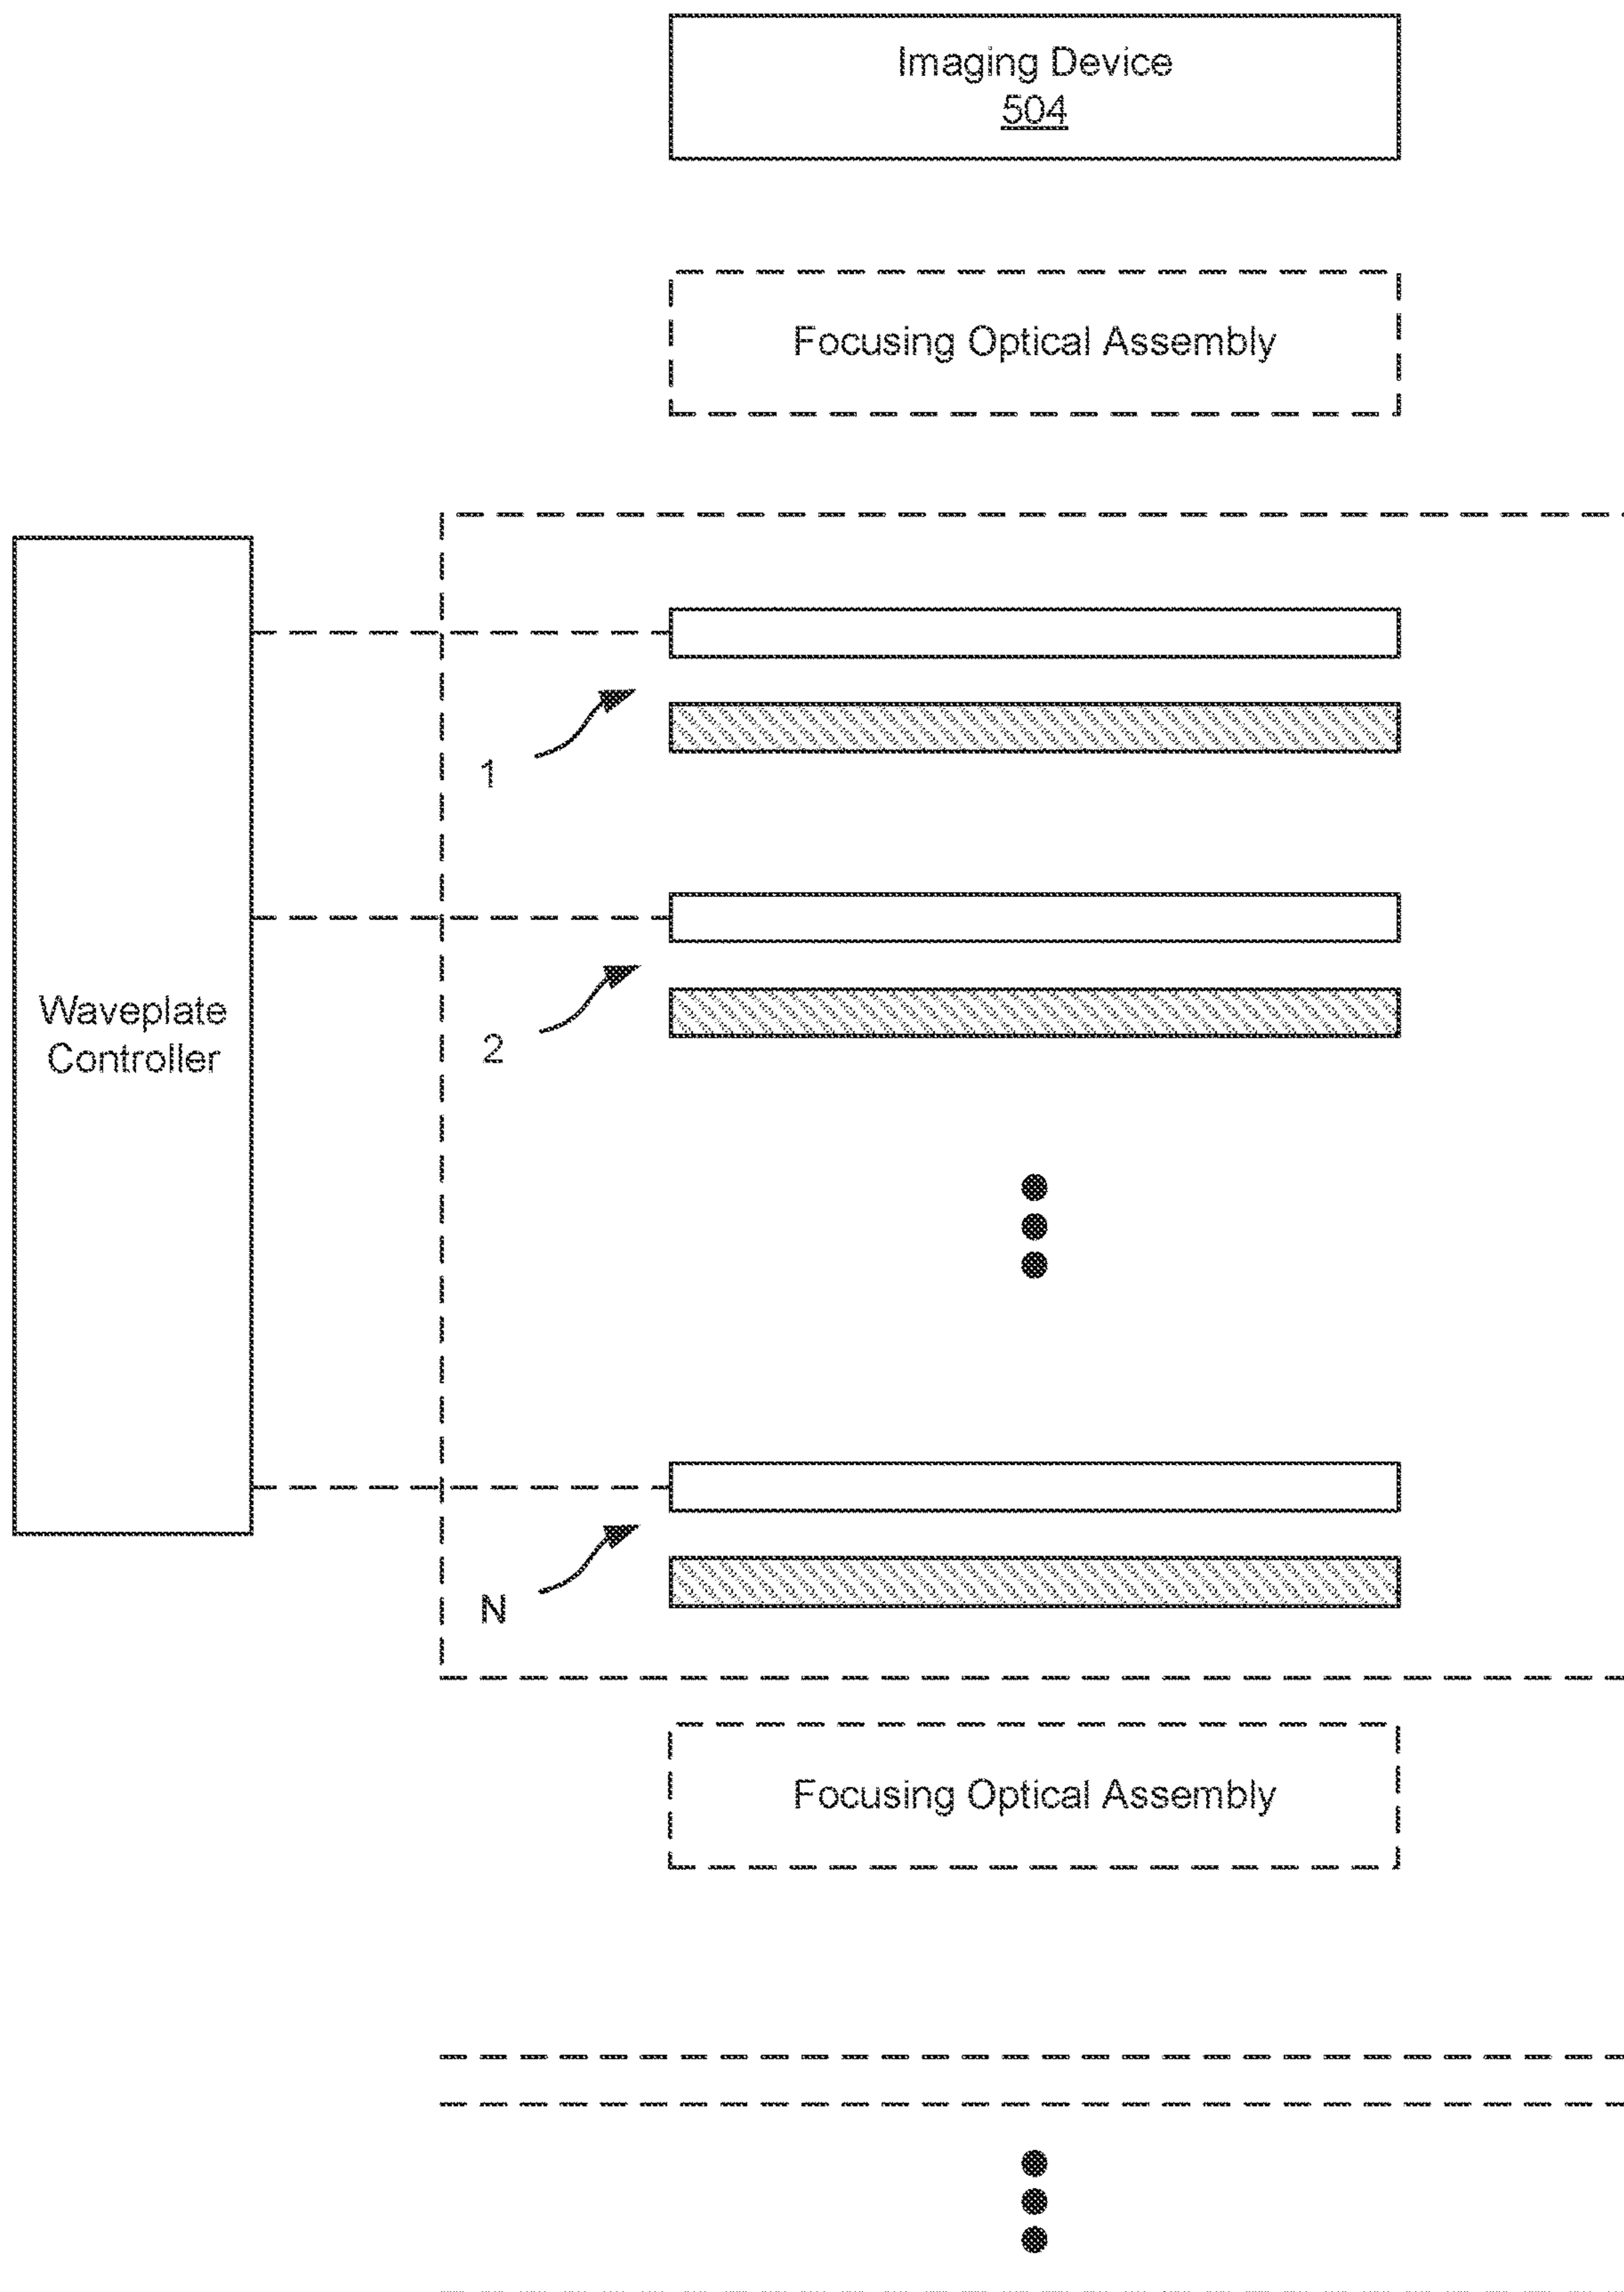 Imaging Device
504
Focusing Optical Assembly
1
2
Waveplate
Controller
N
Focusing Optical Assembly